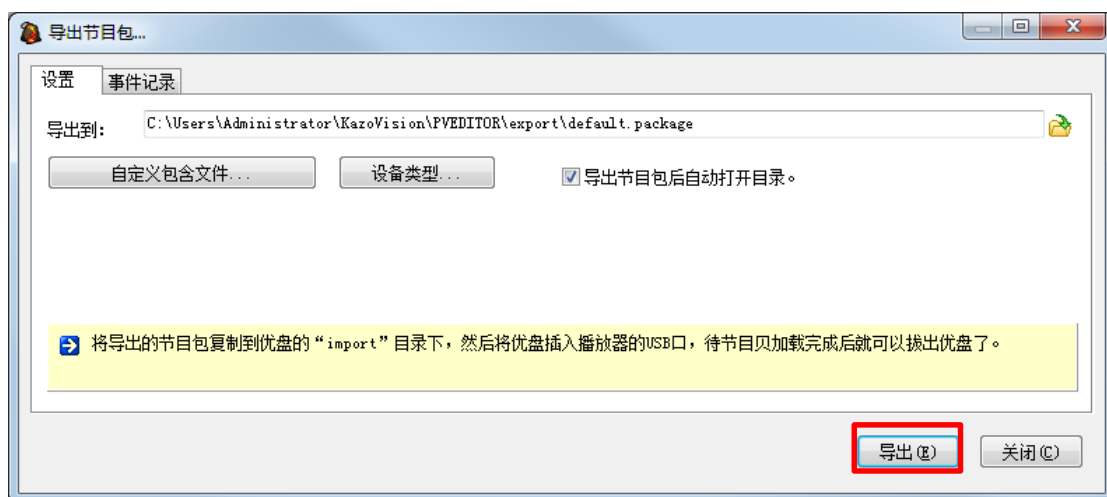 导出节目包...
设置 事件记录
导出到: C:\Users\Administrator\KazoVision\PVEDITOR\export\default.package
自定义包含文件... 设备类型... 导出节目包后自动打开目录。
将导出的节目包复制到优盘的“import”目录下，然后将优盘插入播放器的USB口，待节目贝加载完成后就可以拔出优盘了。
导出(E) 关闭(C)